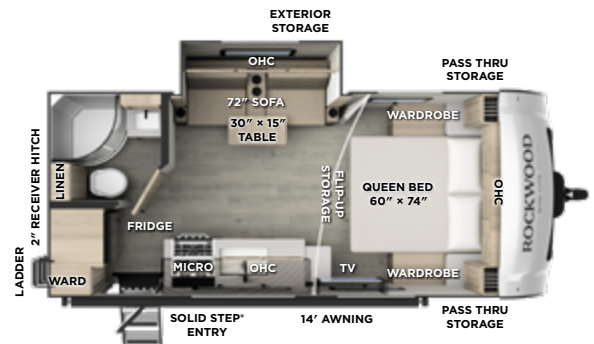 EXTERIOR
STORAGE
OHC
PASS THRU
STORAGE
72" SOFA
30" × 15"
TABLE
WARDROBE
2" RECEIVER HITCH
LINEN
FLIP-UP
STORAGE
QUEEN BED
60" × 74"
OHC
ROCKWOOD
FRIDGE
LADDER
WARD
MICRO
OHC
TV
WARDROBE
SOLID STEP®
ENTRY
14' AWNING
PASS THRU
STORAGE